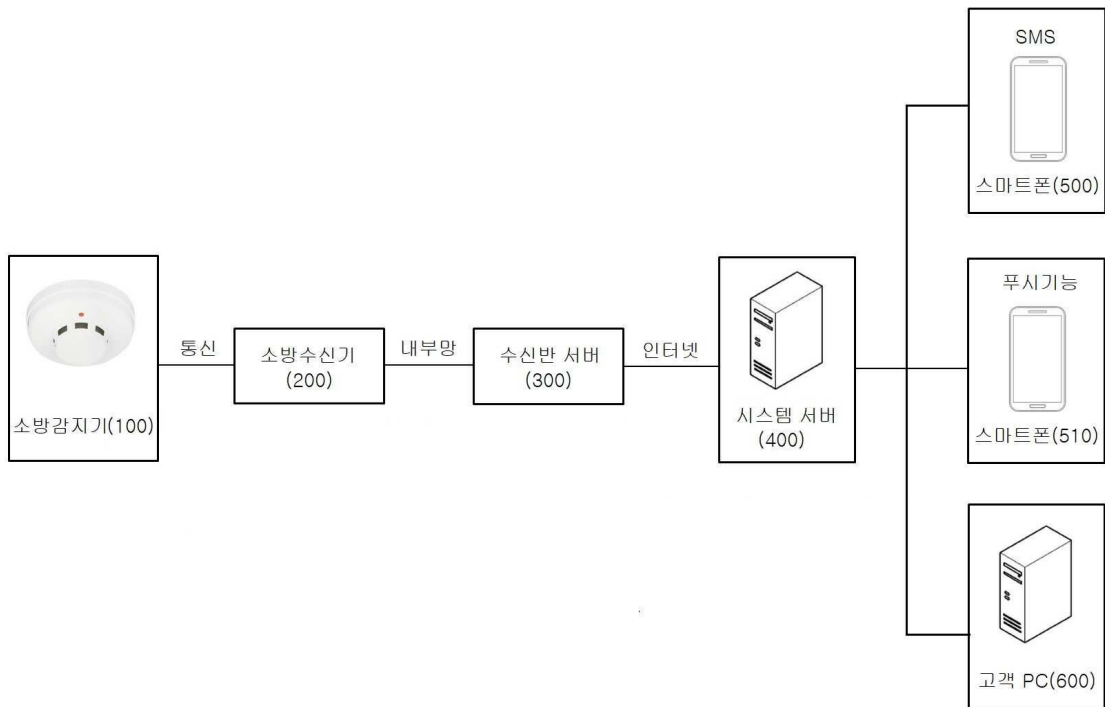 SMS
스마트폰(500)
푸시기능
스마트폰(510)
소방감지기(100)
통신
소방수신기
(200)
내부망
수신반 서버
(300)
인터넷
시스템 서버
(400)
고객 PC(600)